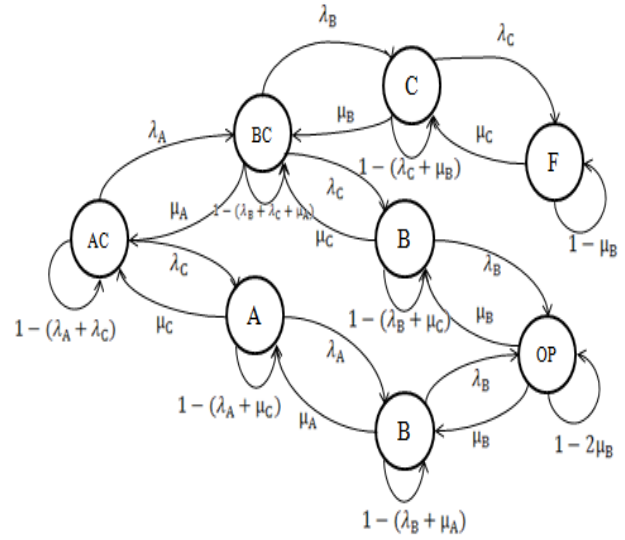 λB
λC
C
λA
μB
BC
μC
F
1 − (λC + μB)
λC
μA
1 − (λB + λC + μA)
μC
B
AC
λB
1 − μB
λC
μC
A
1 − (λB + μC)
μB
1 − (λA + λC)
λA
OP
λB
1 − (λA + μC)
μA
B
μB
1 − 2μB
1 − (λB + μA)